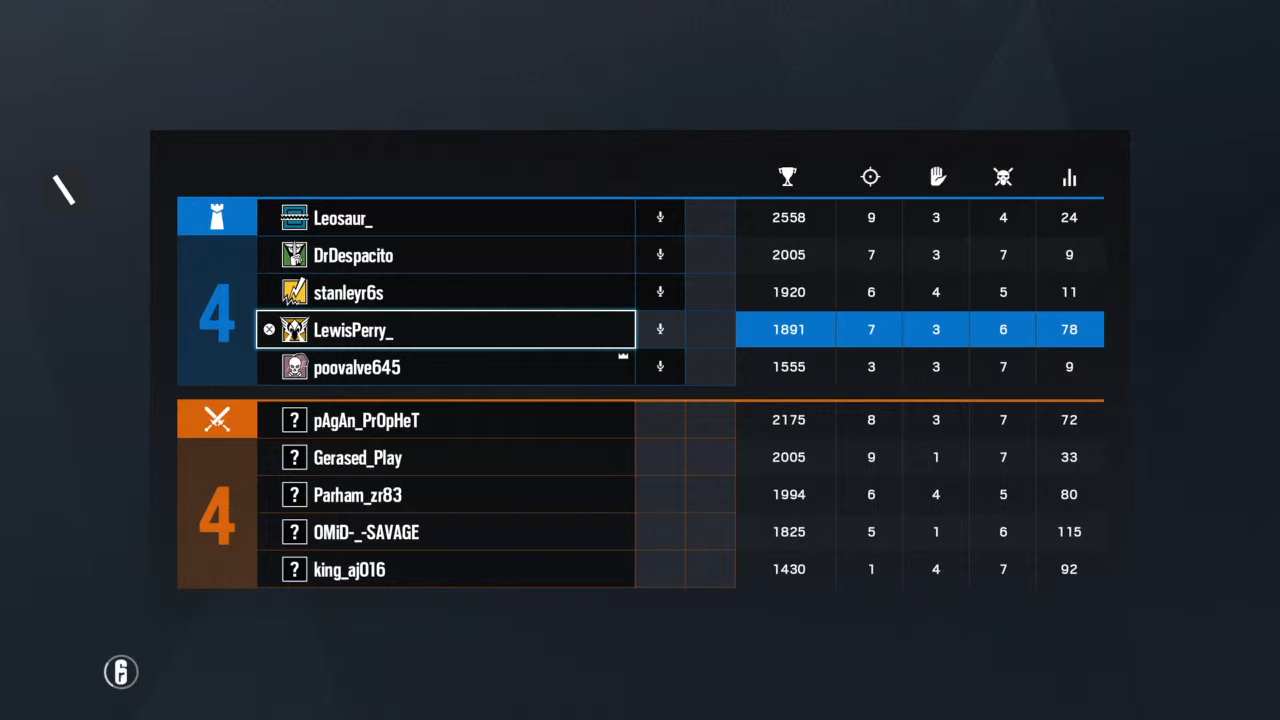 Leosaur_ 2558 9 3 4 24
DrDespacito 2005 7 3 7 9
stanleyr6s 1920 6 4 5 11
4
LewisPerry_ 1891 7 3 6 78
poovalve645 1555 3 3 7 9
? pAgAn_PrOpHeT 2175 8 3 7 72
? Gerased_Play 2005 9 1 7 33
? Parham_zr83 1994 6 4 5 80
4
? OMiD-_-SAVAGE 1825 5 1 6 115
? king_aj016 1430 1 4 7 92
6